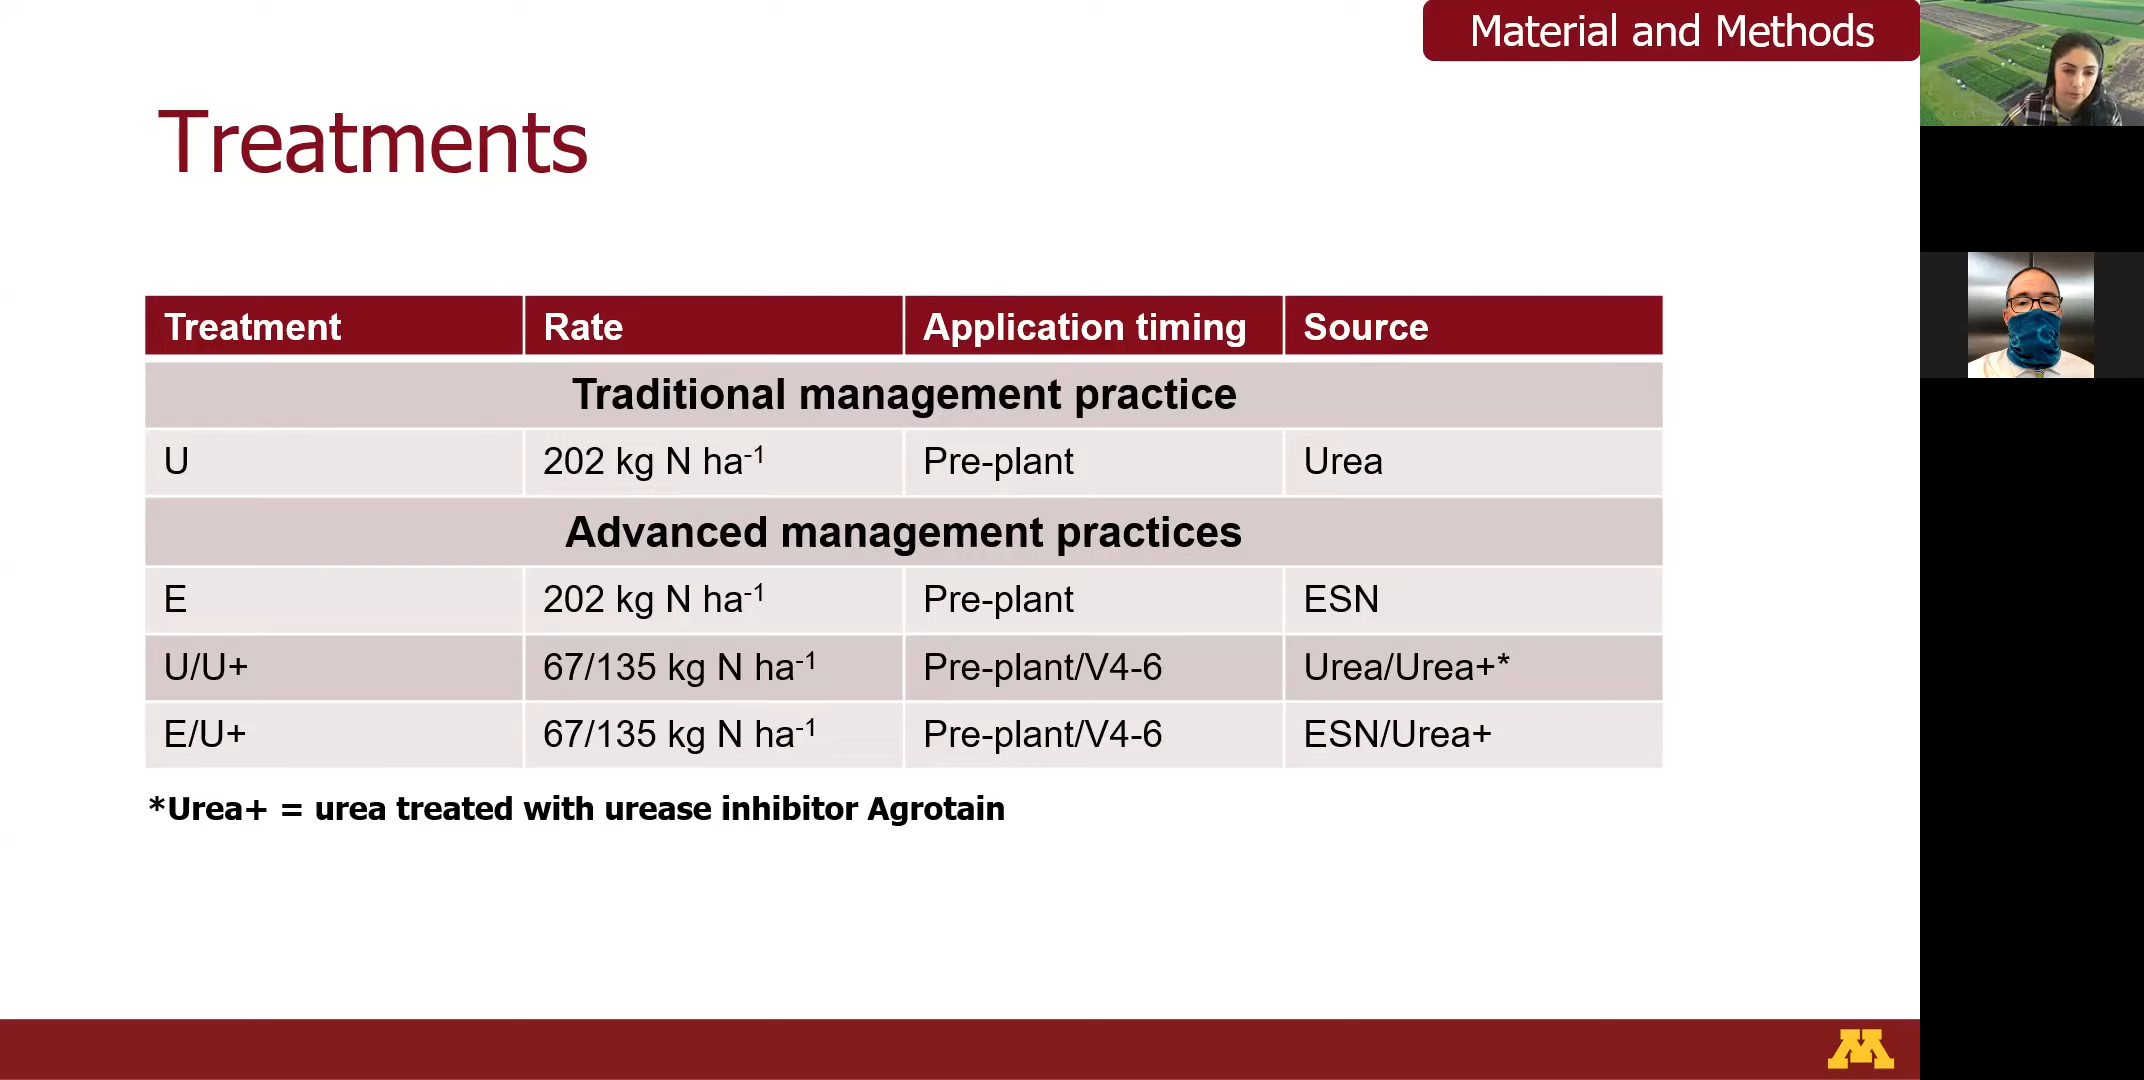 Material and Methods
Treatments
Treatment Rate Application timing Source
Traditional management practice
U 202 kg N ha⁻¹ Pre-plant Urea
Advanced management practices
E 202 kg N ha⁻¹ Pre-plant ESN
U/U+ 67/135 kg N ha⁻¹ Pre-plant/V4-6 Urea/Urea+*
E/U+ 67/135 kg N ha⁻¹ Pre-plant/V4-6 ESN/Urea+
*Urea+ = urea treated with urease inhibitor Agrotain
M